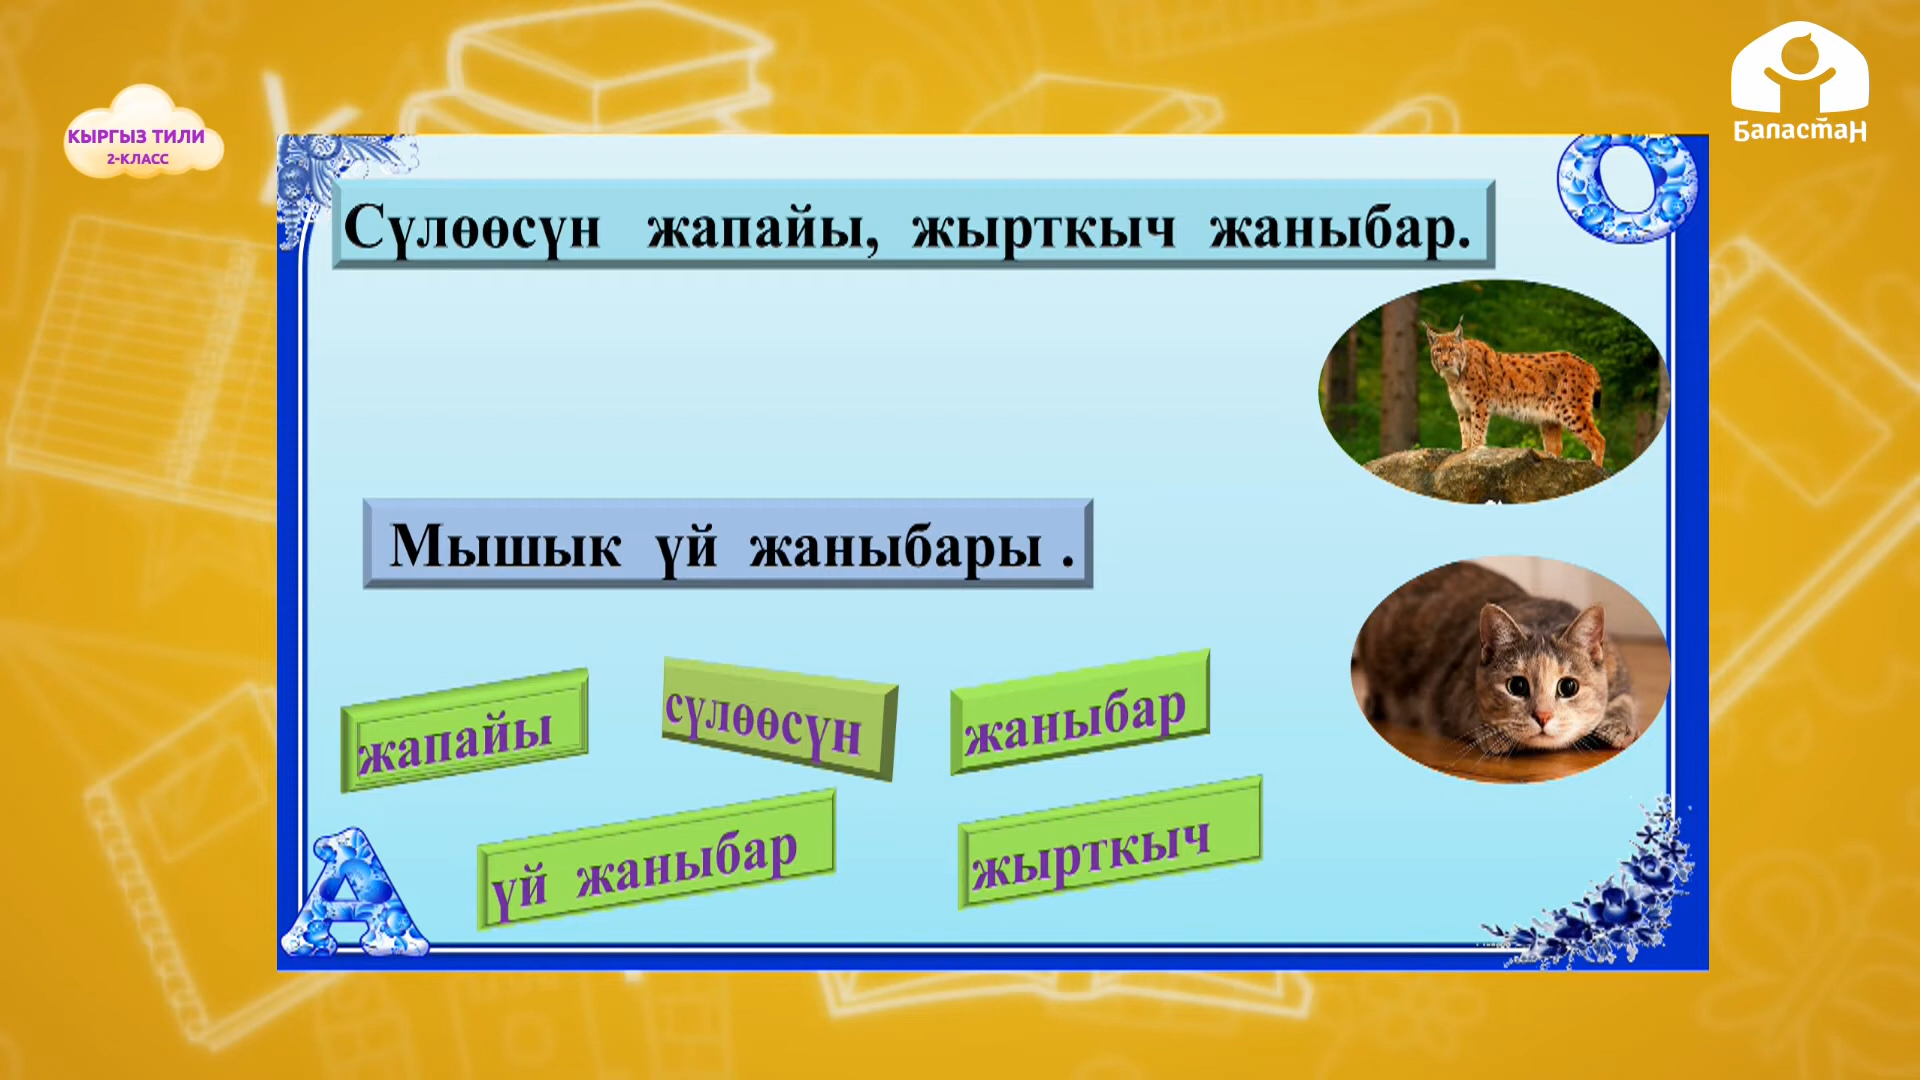 КЫРГЫЗ ТИЛИ
2-КЛАСС
Баластан
Сүлөөсүн жапайы, жырткыч жаныбар.
Мышык үй жаныбары .
жапайы
сүлөөсүн
жаныбар
үй жаныбар
жырткыч
О
А